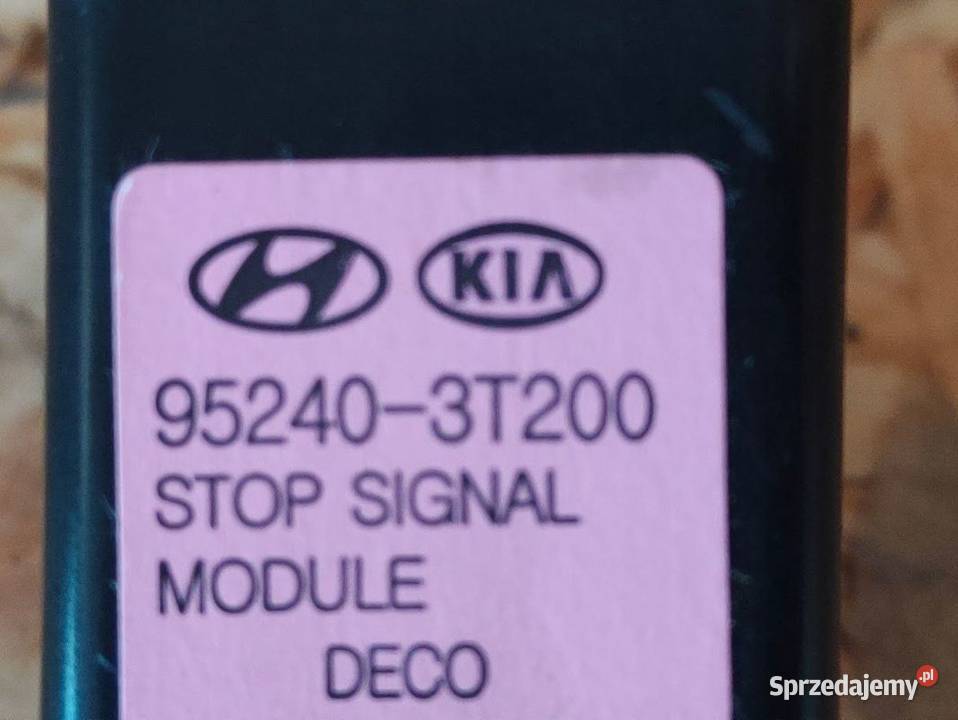 KIA
95240-3T200
STOP SIGNAL
MODULE
DECO
Sprzedajemy.pl